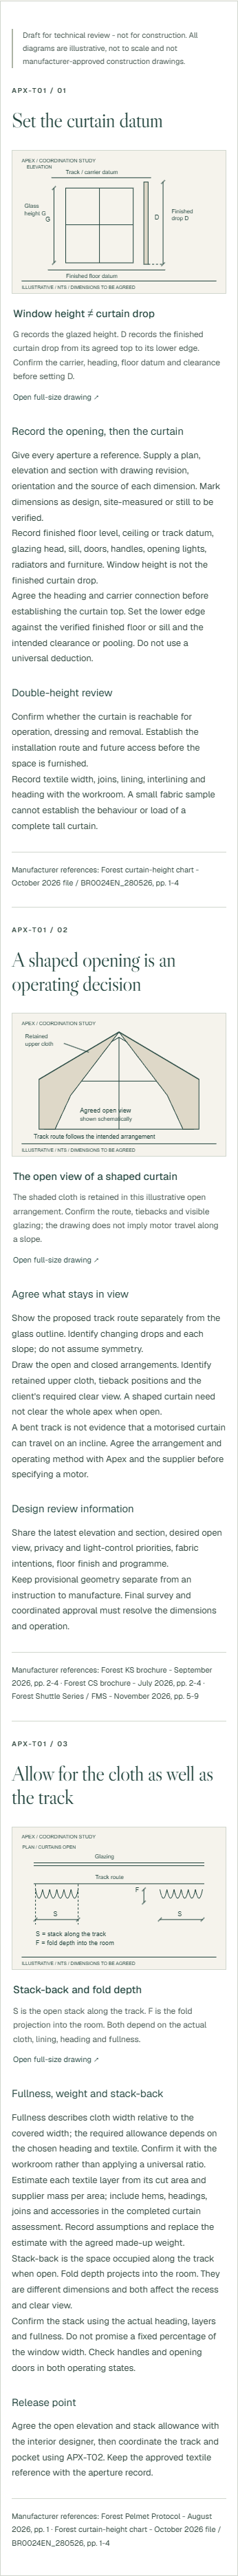 Draft for technical review - not for construction. All
diagrams are illustrative, not to scale and not
manufacturer-approved construction drawings.
APX-T01 / 01
Set the curtain datum
APEX / COORDINATION STUDY
ELEVATION
Track / carrier datum
Glass
height G
G
D
Finished
drop D
Finished floor datum
ILLUSTRATIVE / NTS / DIMENSIONS TO BE AGREED
Window height ≠ curtain drop
G records the glazed height. D records the finished
curtain drop from its agreed top to its lower edge.
Confirm the carrier, heading, floor datum and clearance
before setting D.
Open full-size drawing ↗
Record the opening, then the curtain
Give every aperture a reference. Supply a plan,
elevation and section with drawing revision,
orientation and the source of each dimension. Mark
dimensions as design, site-measured or still to be
verified.
Record finished floor level, ceiling or track datum,
glazing head, sill, doors, handles, opening lights,
radiators and furniture. Window height is not the
finished curtain drop.
Agree the heading and carrier connection before
establishing the curtain top. Set the lower edge
against the verified finished floor or sill and the
intended clearance or pooling. Do not use a
universal deduction.
Double-height review
Confirm whether the curtain is reachable for
operation, dressing and removal. Establish the
installation route and future access before the
space is furnished.
Record textile width, joins, lining, interlining and
heading with the workroom. A small fabric sample
cannot establish the behaviour or load of a
complete tall curtain.
Manufacturer references: Forest curtain-height chart -
October 2026 file / BR0024EN_280526, pp. 1-4
APX-T01 / 02
A shaped opening is an
operating decision
APEX / COORDINATION STUDY
Retained
upper cloth
Agreed open view
shown schematically
Track route follows the intended arrangement
ILLUSTRATIVE / NTS / DIMENSIONS TO BE AGREED
The open view of a shaped curtain
The shaded cloth is retained in this illustrative open
arrangement. Confirm the route, tiebacks and visible
glazing; the drawing does not imply motor travel along
a slope.
Open full-size drawing ↗
Agree what stays in view
Show the proposed track route separately from the
glass outline. Identify changing drops and each
slope; do not assume symmetry.
Draw the open and closed arrangements. Identify
retained upper cloth, tieback positions and the
client's required clear view. A shaped curtain need
not clear the whole apex when open.
A bent track is not evidence that a motorised curtain
can travel on an incline. Agree the arrangement and
operating method with Apex and the supplier before
specifying a motor.
Design review information
Share the latest elevation and section, desired open
view, privacy and light-control priorities, fabric
intentions, floor finish and programme.
Keep provisional geometry separate from an
instruction to manufacture. Final survey and
coordinated approval must resolve the dimensions
and operation.
Manufacturer references: Forest KS brochure - September
2026, pp. 2-4 · Forest CS brochure - July 2026, pp. 2-4 ·
Forest Shuttle Series / FMS - November 2026, pp. 5-9
APX-T01 / 03
Allow for the cloth as well as
the track
APEX / COORDINATION STUDY
PLAN / CURTAINS OPEN
Glazing
Track route
F
S
S
S = stack along the track
F = fold depth into the room
ILLUSTRATIVE / NTS / DIMENSIONS TO BE AGREED
Stack-back and fold depth
S is the open stack along the track. F is the fold
projection into the room. Both depend on the actual
cloth, lining, heading and fullness.
Open full-size drawing ↗
Fullness, weight and stack-back
Fullness describes cloth width relative to the
covered width; the required allowance depends on
the chosen heading and textile. Confirm it with the
workroom rather than applying a universal ratio.
Estimate each textile layer from its cut area and
supplier mass per area; include hems, headings,
joins and accessories in the completed curtain
assessment. Record assumptions and replace the
estimate with the agreed made-up weight.
Stack-back is the space occupied along the track
when open. Fold depth projects into the room. They
are different dimensions and both affect the recess
and clear view.
Confirm the stack using the actual heading, layers
and fullness. Do not promise a fixed percentage of
the window width. Check handles and opening
doors in both operating states.
Release point
Agree the open elevation and stack allowance with
the interior designer, then coordinate the track and
pocket using APX-T02. Keep the approved textile
reference with the aperture record.
Manufacturer references: Forest Pelmet Protocol - August
2026, pp. 1 · Forest curtain-height chart - October 2026 file /
BR0024EN_280526, pp. 1-4